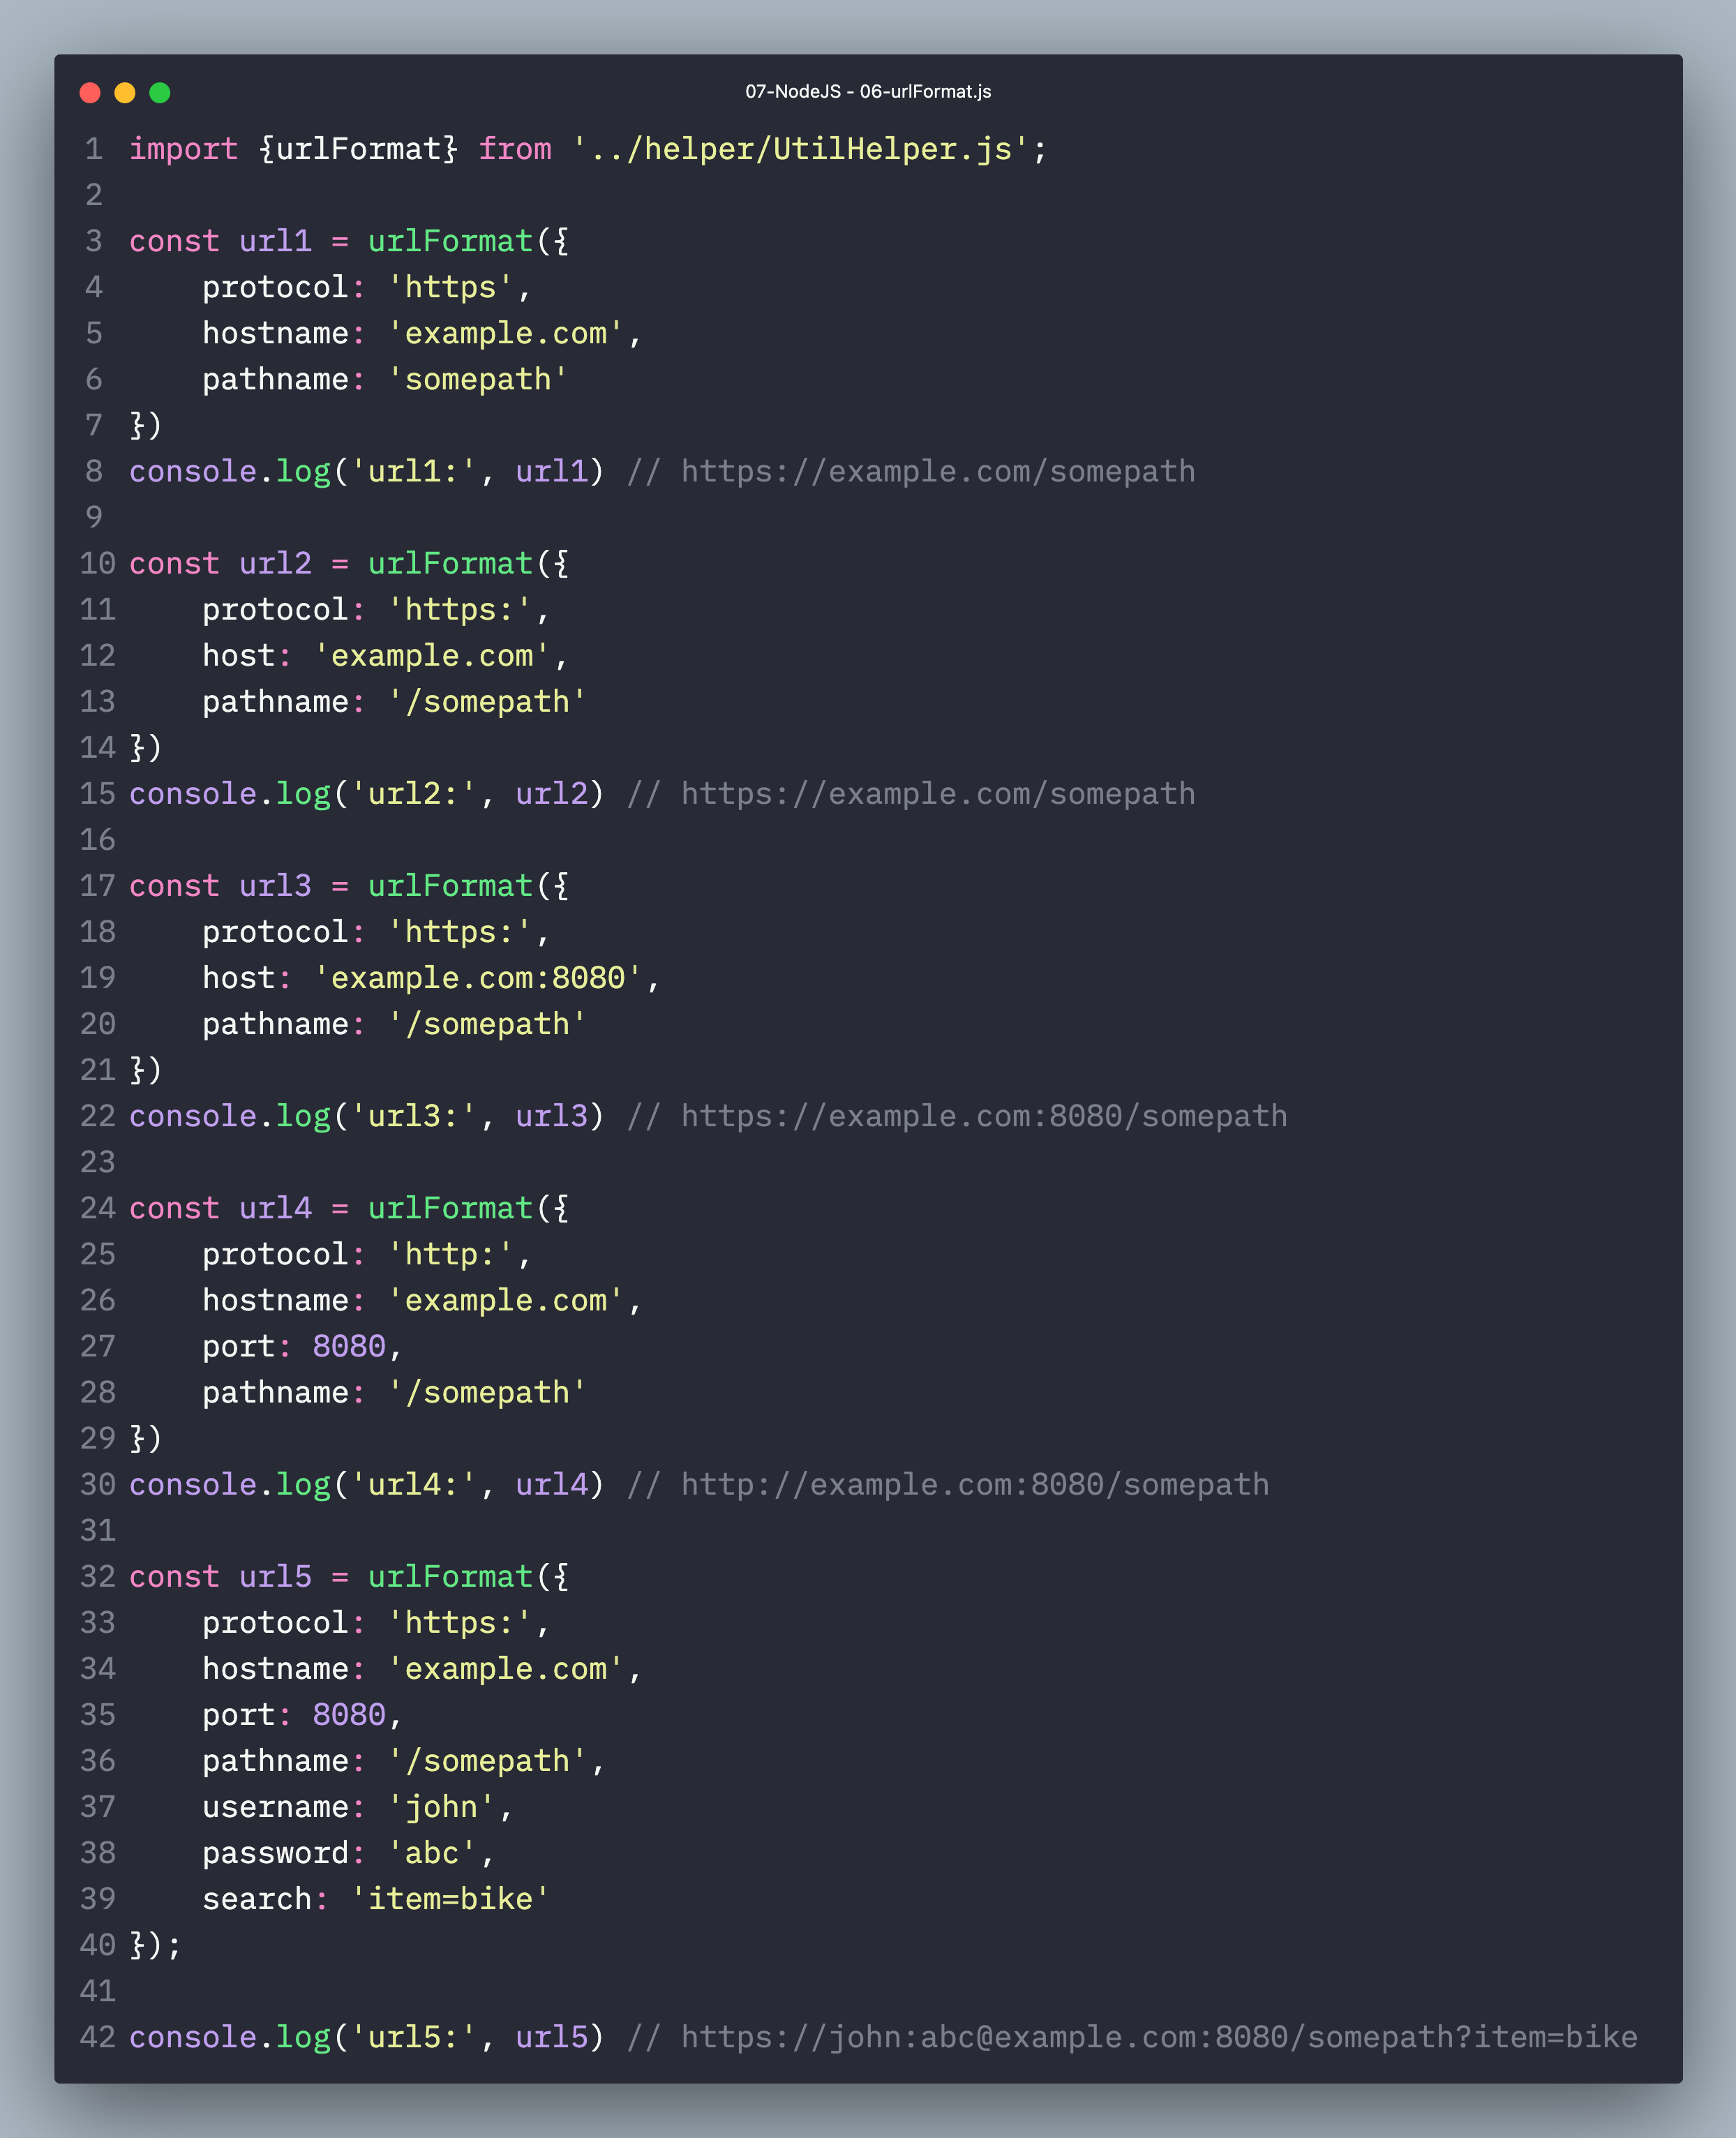 07-NodeJS - 06-urlFormat.js
1 import {urlFormat} from '../helper/UtilHelper.js';
2
3 const url1 = urlFormat({
4     protocol: 'https',
5     hostname: 'example.com',
6     pathname: 'somepath'
7 })
8 console.log('url1:', url1) // https://example.com/somepath
9
10 const url2 = urlFormat({
11     protocol: 'https:',
12     host: 'example.com',
13     pathname: '/somepath'
14 })
15 console.log('url2:', url2) // https://example.com/somepath
16
17 const url3 = urlFormat({
18     protocol: 'https:',
19     host: 'example.com:8080',
20     pathname: '/somepath'
21 })
22 console.log('url3:', url3) // https://example.com:8080/somepath
23
24 const url4 = urlFormat({
25     protocol: 'http:',
26     hostname: 'example.com',
27     port: 8080,
28     pathname: '/somepath'
29 })
30 console.log('url4:', url4) // http://example.com:8080/somepath
31
32 const url5 = urlFormat({
33     protocol: 'https:',
34     hostname: 'example.com',
35     port: 8080,
36     pathname: '/somepath',
37     username: 'john',
38     password: 'abc',
39     search: 'item=bike'
40 });
41
42 console.log('url5:', url5) // https://john:abc@example.com:8080/somepath?item=bike